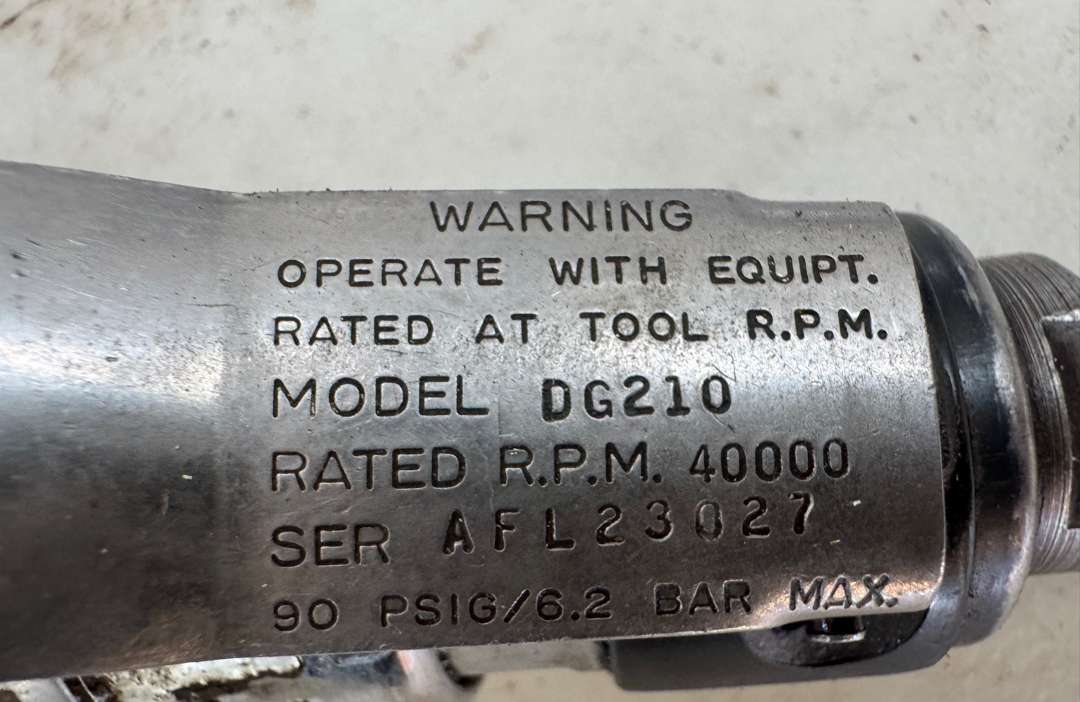 WARNING
OPERATE WITH EQUIPT.
RATED AT TOOL R.P.M.
MODEL DG210
RATED R.P.M. 40000
SER AFL23027
90 PSIG/6.2 BAR MAX.